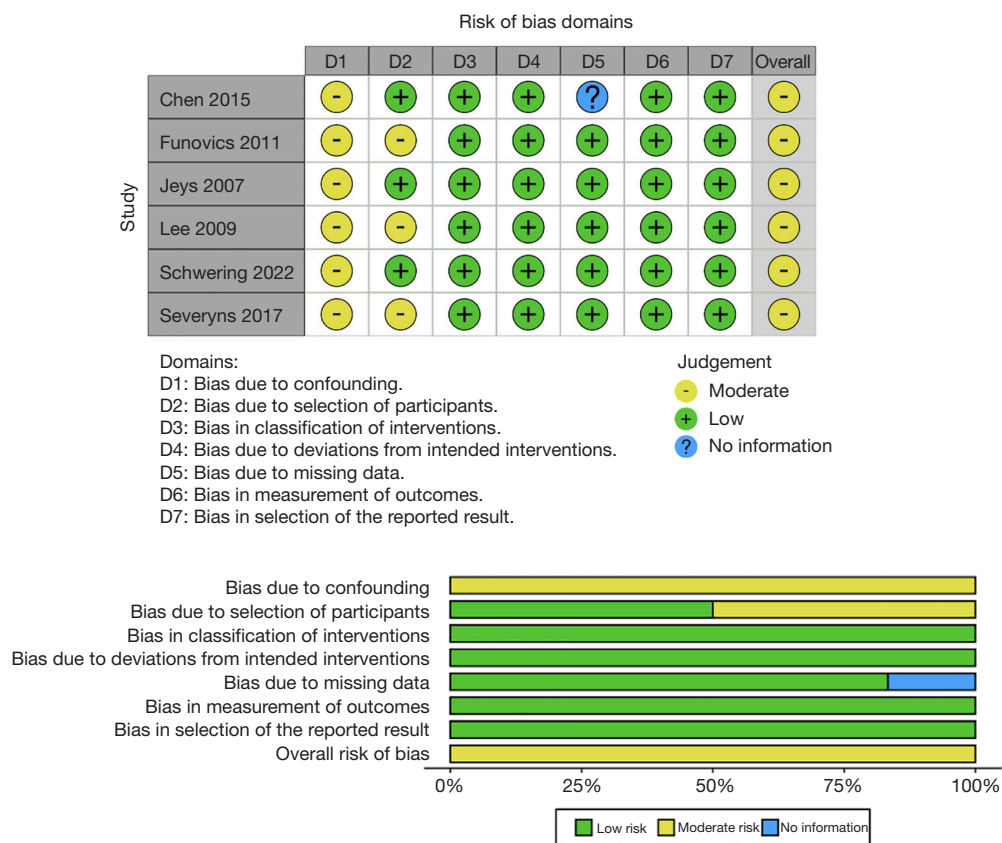 Risk of bias domains
D1 D2 D3 D4 D5 D6 D7 Overall
Study
Chen 2015 - + + + ? + + -
Funovics 2011 - - + + + + + -
Jeys 2007 - + + + + + + -
Lee 2009 - - + + + + + -
Schwering 2022 - + + + + + + -
Severyns 2017 - - + + + + + -
Domains:
D1: Bias due to confounding.
D2: Bias due to selection of participants.
D3: Bias in classification of interventions.
D4: Bias due to deviations from intended interventions.
D5: Bias due to missing data.
D6: Bias in measurement of outcomes.
D7: Bias in selection of the reported result.
Judgement
- Moderate
+ Low
? No information
Bias due to confounding
Bias due to selection of participants
Bias in classification of interventions
Bias due to deviations from intended interventions
Bias due to missing data
Bias in measurement of outcomes
Bias in selection of the reported result
Overall risk of bias
0% 25% 50% 75% 100%
Low risk Moderate risk No information